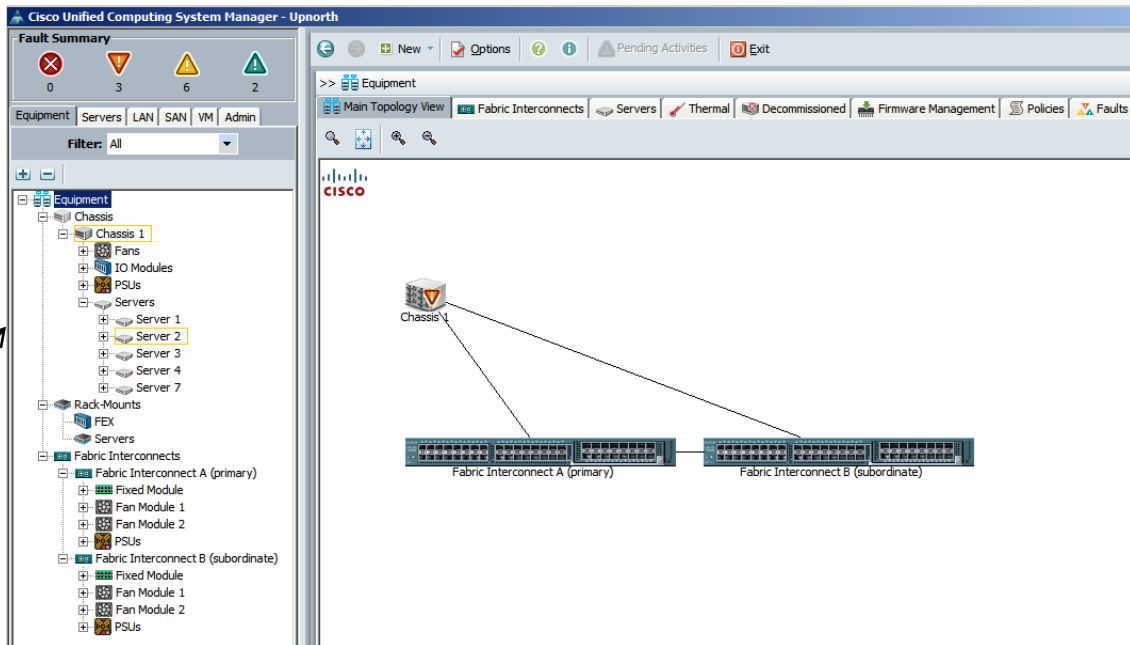 Cisco Unified Computing System Manager - Upnorth
Fault Summary
0 3 6 2
Equipment Servers LAN SAN VM Admin
Filter: All
Equipment
Chassis
Chassis 1
Fans
IO Modules
PSUs
Servers
Server 1
Server 2
Server 3
Server 4
Server 7
Rack-Mounts
FEX
Servers
Fabric Interconnects
Fabric Interconnect A (primary)
Fixed Module
Fan Module 1
Fan Module 2
PSUs
Fabric Interconnect B (subordinate)
Fixed Module
Fan Module 1
Fan Module 2
PSUs
New Options Pending Activities Exit
>> Equipment
Main Topology View Fabric Interconnects Servers Thermal Decommissioned Firmware Management Policies Faults
CISCO
Chassis 1
Fabric Interconnect A (primary) Fabric Interconnect B (subordinate)